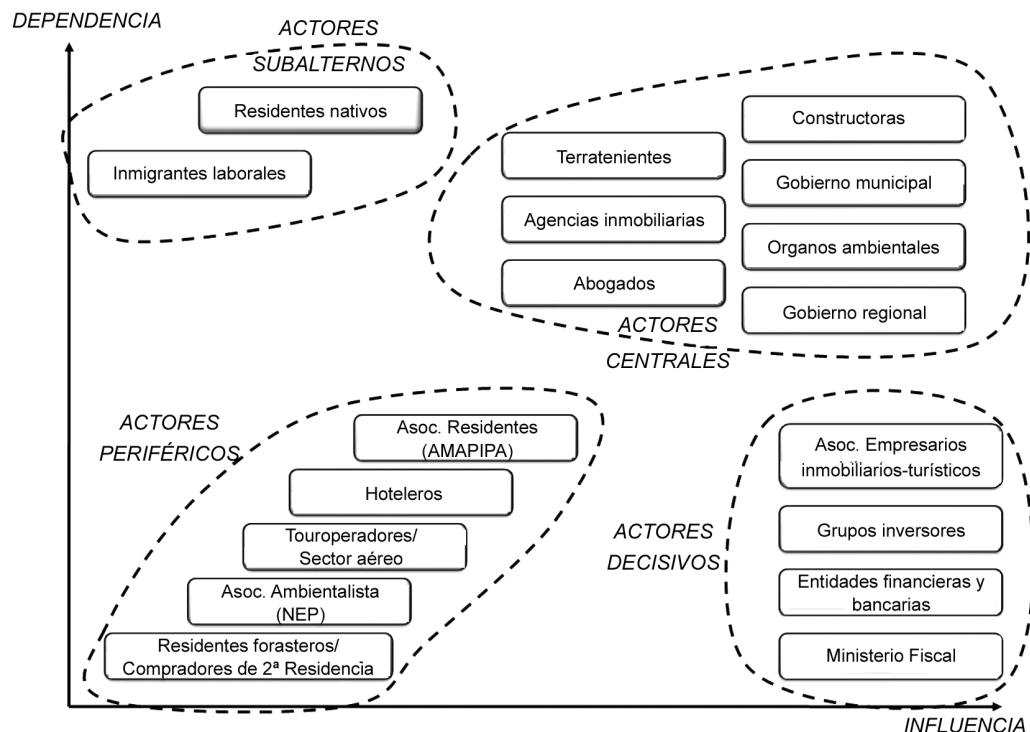 DEPENDENCIA
ACTORES
SUBALTERNOS
Residentes nativos
Inmigrantes laborales
Constructoras
Terratenientes
Gobierno municipal
Agencias inmobiliarias
Organos ambientales
Abogados
Gobierno regional
ACTORES
CENTRALES
ACTORES
PERIFÉRICOS
Asoc. Residentes
(AMAPIPA)
Hoteleros
Touroperadores/
Sector aéreo
Asoc. Ambientalista
(NEP)
Residentes forasteros/
Compradores de 2ª Residencia
ACTORES
DECISIVOS
Asoc. Empresarios
inmobiliarios-turísticos
Grupos inversores
Entidades financieras y
bancarias
Ministerio Fiscal
INFLUENCIA